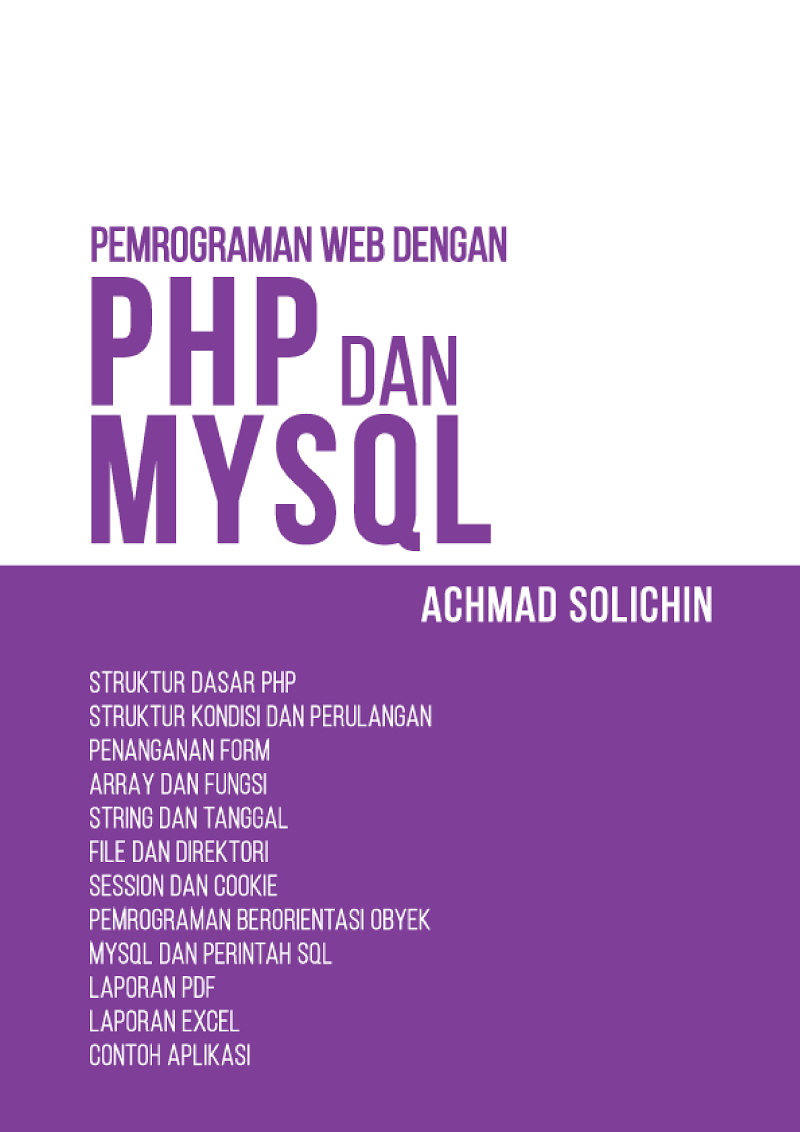 PEMROGRAMAN WEB DENGAN
PHP DAN
MYSQL
ACHMAD SOLICHIN
STRUKTUR DASAR PHP
STRUKTUR KONDISI DAN PERULANGAN
PENANGANAN FORM
ARRAY DAN FUNGSI
STRING DAN TANGGAL
FILE DAN DIREKTORI
SESSION DAN COOKIE
PEMROGRAMAN BERORIENTASI OBYEK
MYSQL DAN PERINTAH SQL
LAPORAN PDF
LAPORAN EXCEL
CONTOH APLIKASI